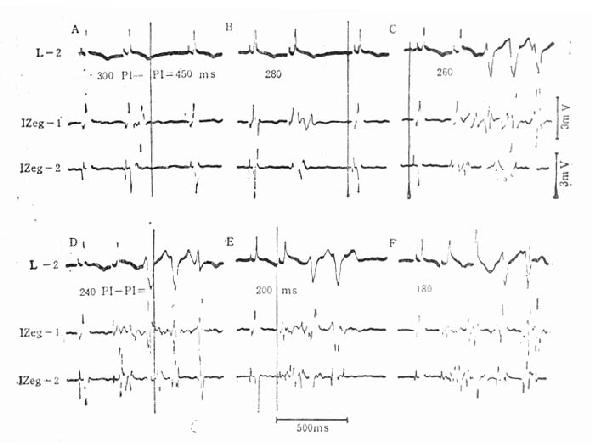 A B C
L-2
300 PI- PI=450 ms 280 260
IZeg-1 3mV
IZeg-2 3mV
D E F
L-2
240 PI-PI= 200 ms 180
IZeg-1
IZeg-2
500ms